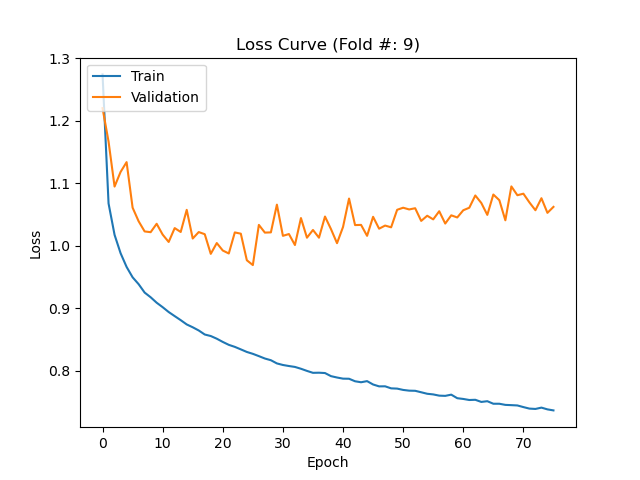 Loss Curve (Fold #: 9)
Train
Validation
1.3
1.2
1.1
1.0
0.9
0.8
Loss
0 10 20 30 40 50 60 70
Epoch